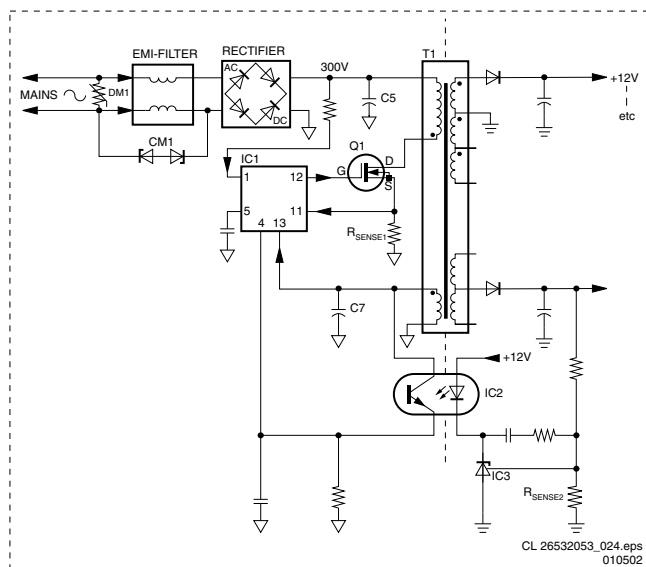 T1
EMI-FILTER
RECTIFIER
AC
DC
300V
C5
+12V
etc
MAINS
DM1
CM1
Q1
D
G
S
IC1
1
12
5
11
4
13
RSENSE1
C7
+12V
IC2
IC3
RSENSE2
CL 26532053_024.eps
010502